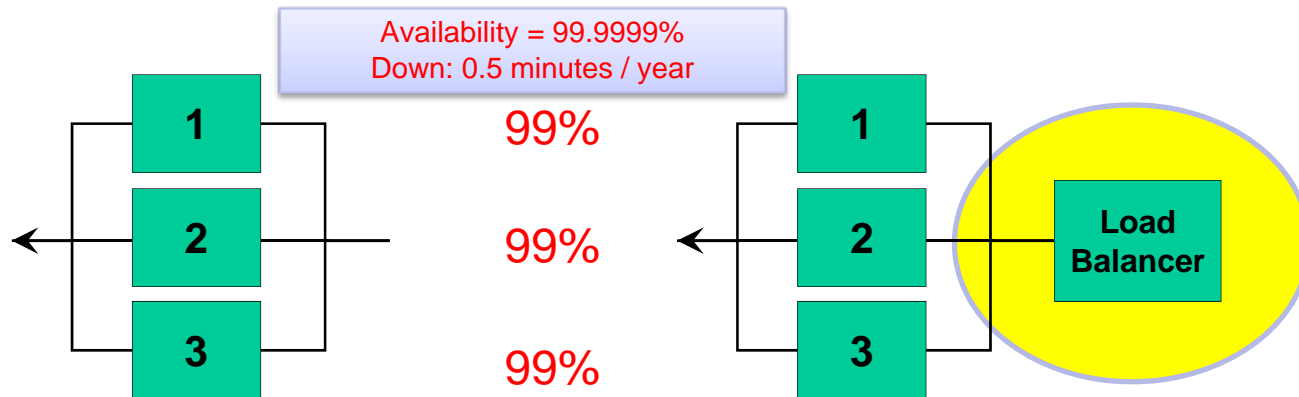 Availability = 99.9999%
Down: 0.5 minutes / year
1
99%
1
2
99%
2
Load
Balancer
3
99%
3